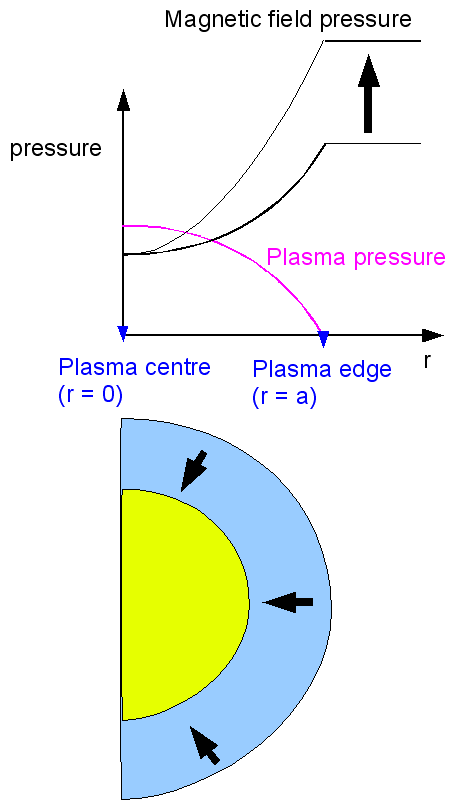 Magnetic field pressure
pressure
Plasma pressure
r
Plasma centre
(r = 0)
Plasma edge
(r = a)